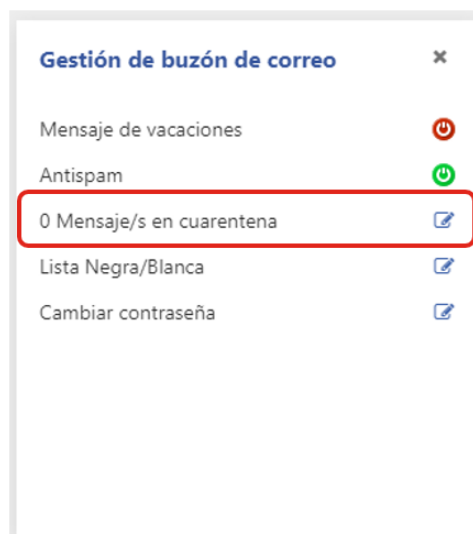 Gestión de buzón de correo
Mensaje de vacaciones
Antispam
0 Mensaje/s en cuarentena
Lista Negra/Blanca
Cambiar contraseña